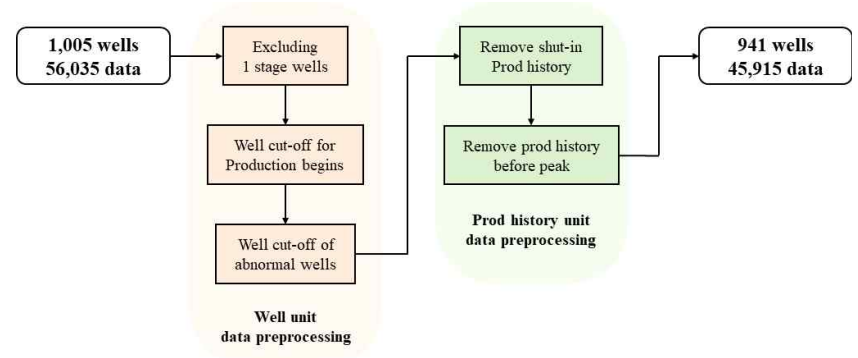 1,005 wells
56,035 data
Excluding
1 stage wells
Well cut-off for
Production begins
Well cut-off of
abnormal wells
Well unit
data preprocessing
Remove shut-in
Prod history
Remove prod history
before peak
Prod history unit
data preprocessing
941 wells
45,915 data